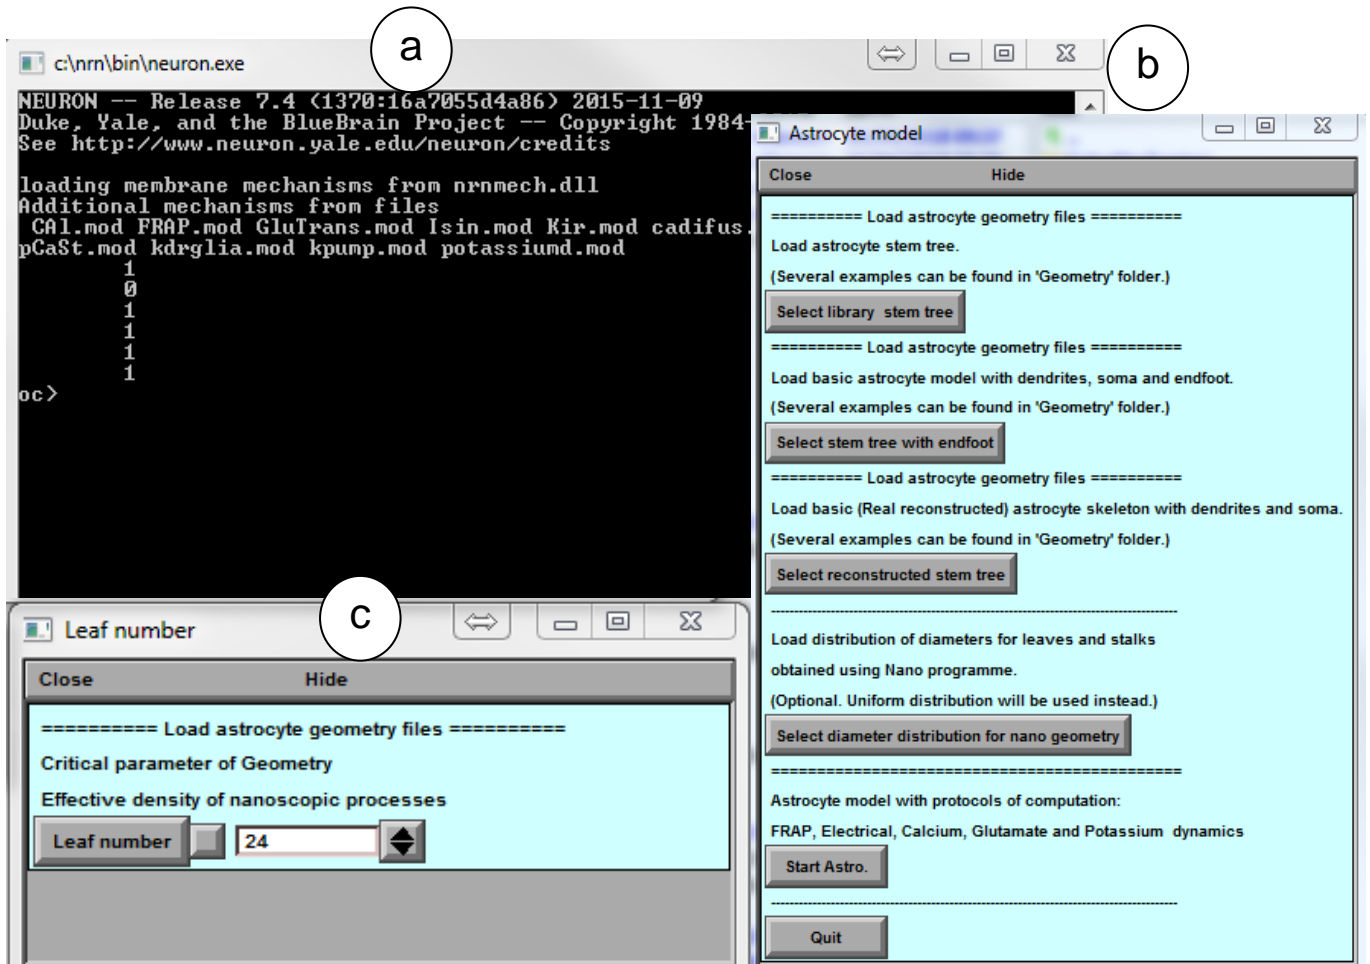 a
c:\nrn\bin\neuron.exe
NEURON -- Release 7.4 (1370:16a7055d4a86) 2015-11-09
Duke, Yale, and the BlueBrain Project -- Copyright 1984-
See http://www.neuron.yale.edu/neuron/credits
loading membrane mechanisms from nrnmech.dll
Additional mechanisms from files
CAl.mod FRAP.mod GluTrans.mod Isin.mod Kir.mod cadifus.
pCaSt.mod kdrglia.mod kpump.mod potassiumd.mod
1
0
1
1
1
1
oc>
b
Astrocyte model
Close Hide
========== Load astrocyte geometry files ==========
Load astrocyte stem tree.
(Several examples can be found in 'Geometry' folder.)
Select library stem tree
========== Load astrocyte geometry files ==========
Load basic astrocyte model with dendrites, soma and endfoot.
(Several examples can be found in 'Geometry' folder.)
Select stem tree with endfoot
========== Load astrocyte geometry files ==========
Load basic (Real reconstructed) astrocyte skeleton with dendrites and soma.
(Several examples can be found in 'Geometry' folder.)
Select reconstructed stem tree
Load distribution of diameters for leaves and stalks
obtained using Nano programme.
(Optional. Uniform distribution will be used instead.)
Select diameter distribution for nano geometry
=============================================
Astrocyte model with protocols of computation:
FRAP, Electrical, Calcium, Glutamate and Potassium dynamics
Start Astro.
Quit
c
Leaf number
Close Hide
========== Load astrocyte geometry files ==========
Critical parameter of Geometry
Effective density of nanoscopic processes
Leaf number 24